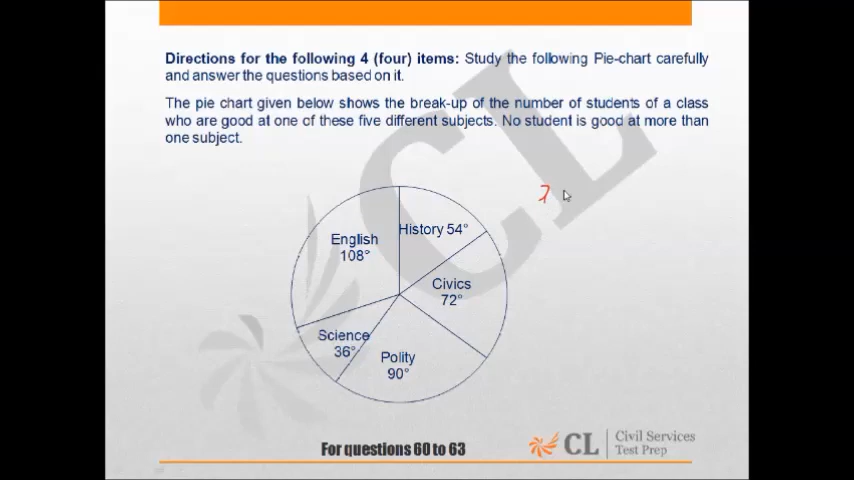 Directions for the following 4 (four) items: Study the following Pie-chart carefully
and answer the questions based on it.
The pie chart given below shows the break-up of the number of students of a class
who are good at one of these five different subjects. No student is good at more than
one subject.
History 54°
English
108°
Civics
72°
Science
36°
Polity
90°
For questions 60 to 63
CL
Civil Services
Test Prep
CL